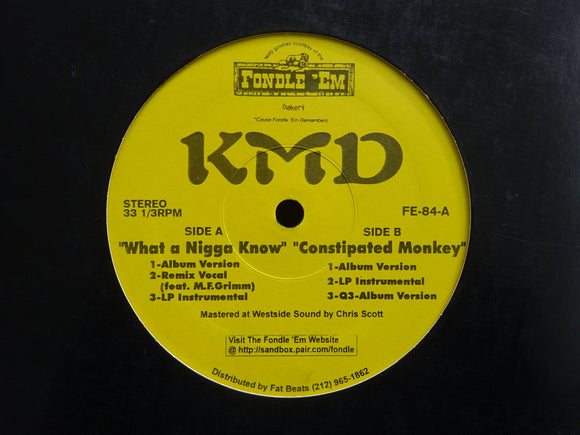 tasty goodies courtesy of the
FONDLE 'EM
bakery
"Cause Fondle 'Em Remembers
KMD
STEREO
33 1/3RPM
FE-84-A
SIDE A
SIDE B
"What a Nigga Know" "Constipated Monkey"
1-Album Version
2-Remix Vocal
(feat. M.F.Grimm)
3-LP Instrumental
1-Album Version
2-LP Instrumental
3-Q3-Album Version
Mastered at Westside Sound by Chris Scott
Visit The Fondle 'Em Website
@ http://sandbox.pair.com/fondle
Distributed by Fat Beats (212) 965-1862